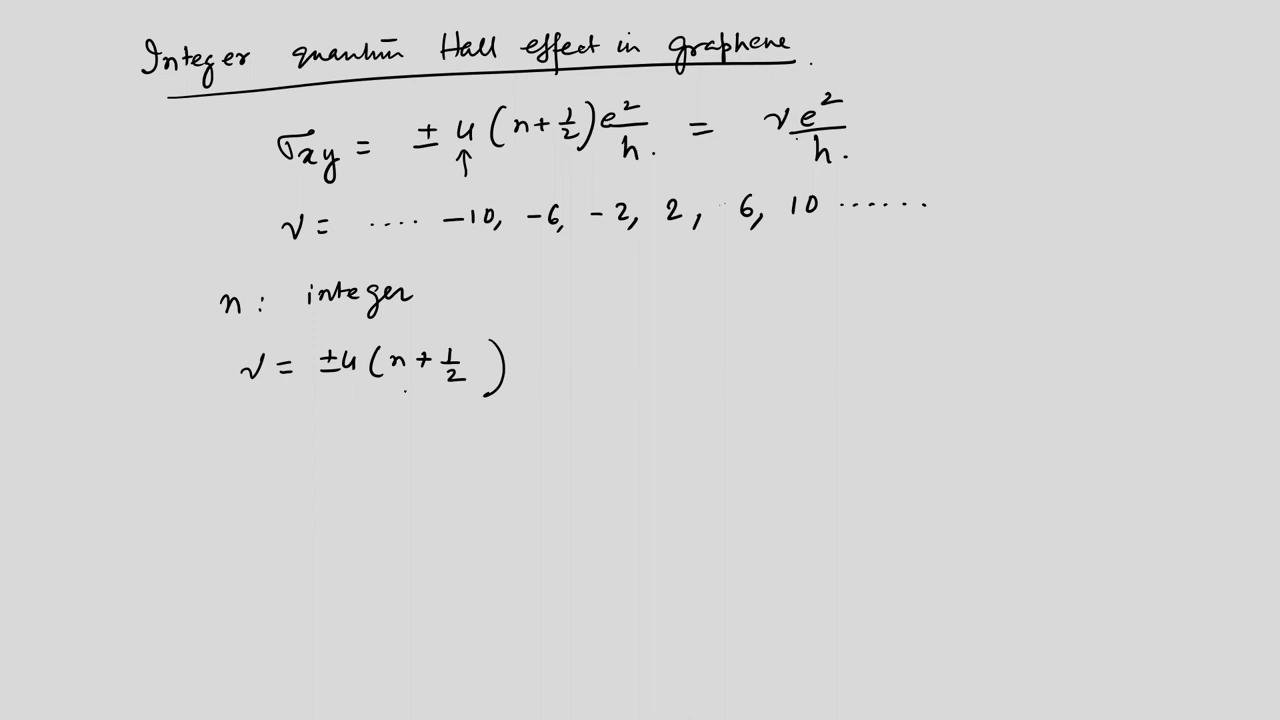 Integer quantum Hall effect in graphene.
σxy = ± 4 (n + 1/2) e²/h. = ν e²/h.
↑
ν = .... -10, -6, -2, 2, 6, 10 ......
n : integer
ν = ±4 (n + 1/2)